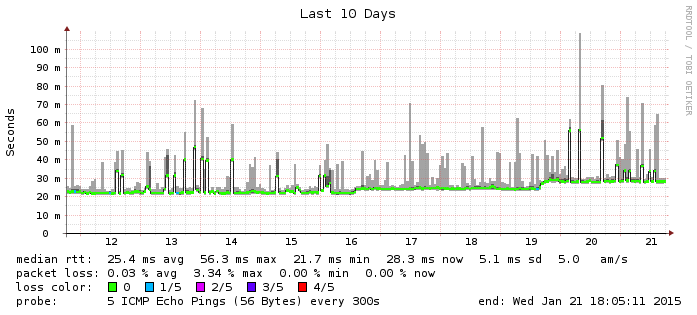 Last 10 Days
RRDTOOL / TOBI OETIKER
Seconds
100 m
90 m
80 m
70 m
60 m
50 m
40 m
30 m
20 m
10 m
0
12 13 14 15 16 17 18 19 20 21
median rtt: 25.4 ms avg 56.3 ms max 21.7 ms min 28.3 ms now 5.1 ms sd 5.0 am/s
packet loss: 0.03 % avg 3.34 % max 0.00 % min 0.00 % now
loss color: 0 1/5 2/5 3/5 4/5
probe: 5 ICMP Echo Pings (56 Bytes) every 300s end: Wed Jan 21 18:05:11 2015